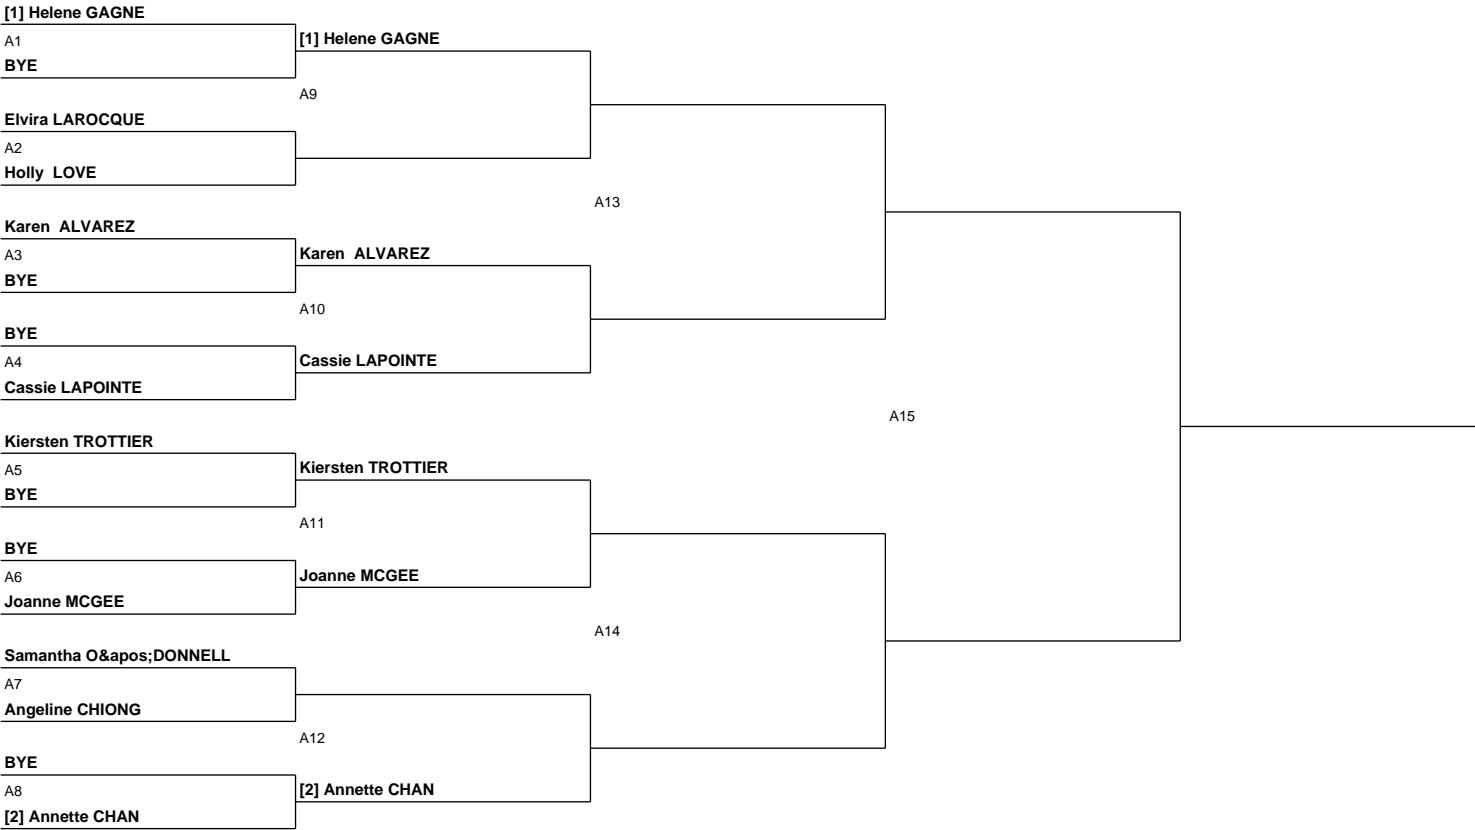 [1] Helene GAGNE
A1
[1] Helene GAGNE
BYE
A9
Elvira LAROCQUE
A2
Holly  LOVE
A13
Karen  ALVAREZ
A3
Karen  ALVAREZ
BYE
A10
BYE
A4
Cassie LAPOINTE
Cassie LAPOINTE
A15
Kiersten TROTTIER
A5
Kiersten TROTTIER
BYE
A11
BYE
A6
Joanne MCGEE
Joanne MCGEE
A14
Samantha O&apos;DONNELL
A7
Angeline CHIONG
A12
BYE
A8
[2] Annette CHAN
[2] Annette CHAN